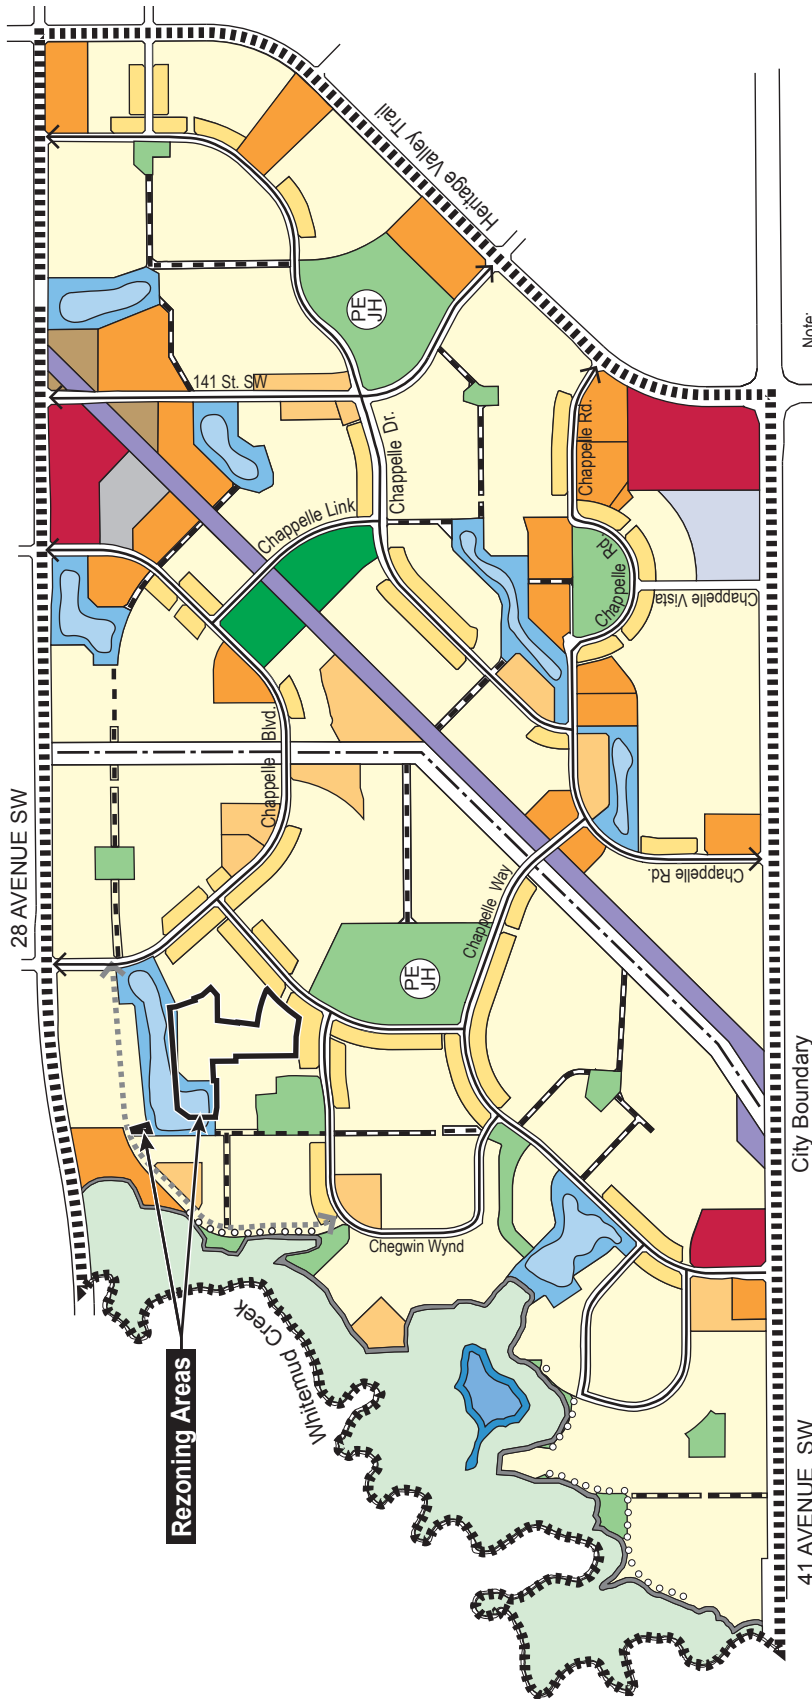 28 AVENUE SW
Heritage Valley Trail
PE
JH
141 St. SW
Note:
Chappelle Dr.
Chappelle Rd.
Chappelle Link
Chappelle Rd
Chappelle Vista
Chappelle Blvd.
Chappelle Rd.
Chappelle Way
PE
JH
City Boundary
Chegwin Wynd
Whitemud Creek
Rezoning Areas
41 AVENUE SW